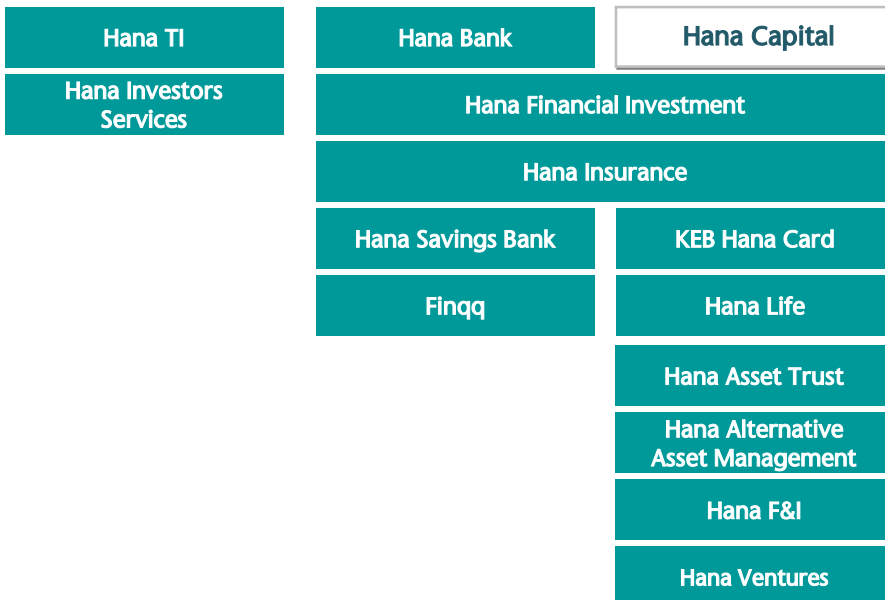 Hana TI
Hana Bank
Hana Capital
Hana Investors
Services
Hana Financial Investment
Hana Insurance
Hana Savings Bank
KEB Hana Card
Finqq
Hana Life
Hana Asset Trust
Hana Alternative
Asset Management
Hana F&I
Hana Ventures